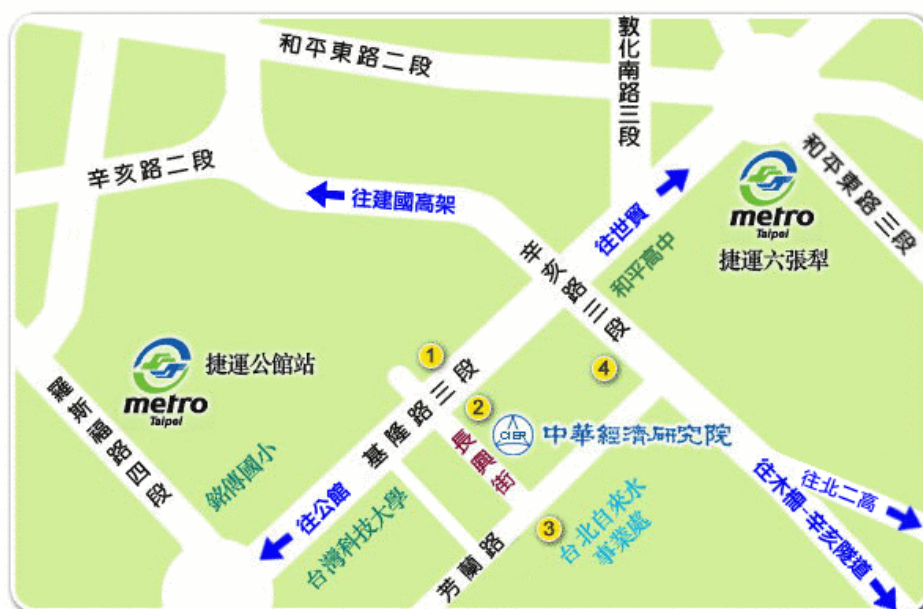 和平東路二段
敦化南路三段
辛亥路二段
往建國高架
往世貿
和平高中
metro
Taipei
捷運六張犁
和平東路三段
辛亥路三段
metro
Taipei
捷運公館站
1
2
4
基隆路三段
CIER
中華經濟研究院
長興街
羅斯福路四段
銘傳國小
往公館
台灣科技大學
芳蘭路
3
台北自來水
事業處
往北二高
往木柵-辛亥隧道